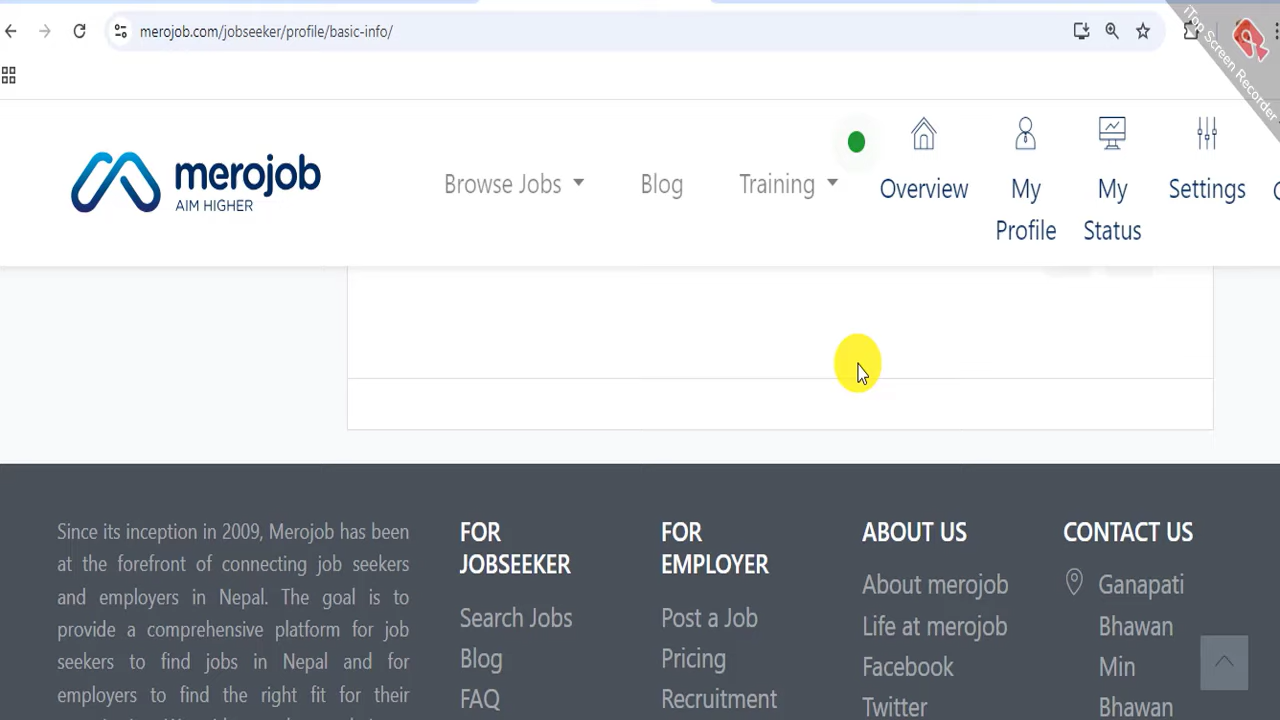 merojob.com/jobseeker/profile/basic-info/
iTop Screen Recorder
merojob
AIM HIGHER
Browse Jobs
Blog
Training
Overview
My
Profile
My
Status
Settings
Since its inception in 2009, Merojob has been
at the forefront of connecting job seekers
and employers in Nepal. The goal is to
provide a comprehensive platform for job
seekers to find jobs in Nepal and for
employers to find the right fit for their
FOR
JOBSEEKER
Search Jobs
Blog
FAQ
FOR
EMPLOYER
Post a Job
Pricing
Recruitment
ABOUT US
About merojob
Life at merojob
Facebook
Twitter
CONTACT US
Ganapati
Bhawan
Min
Bhawan